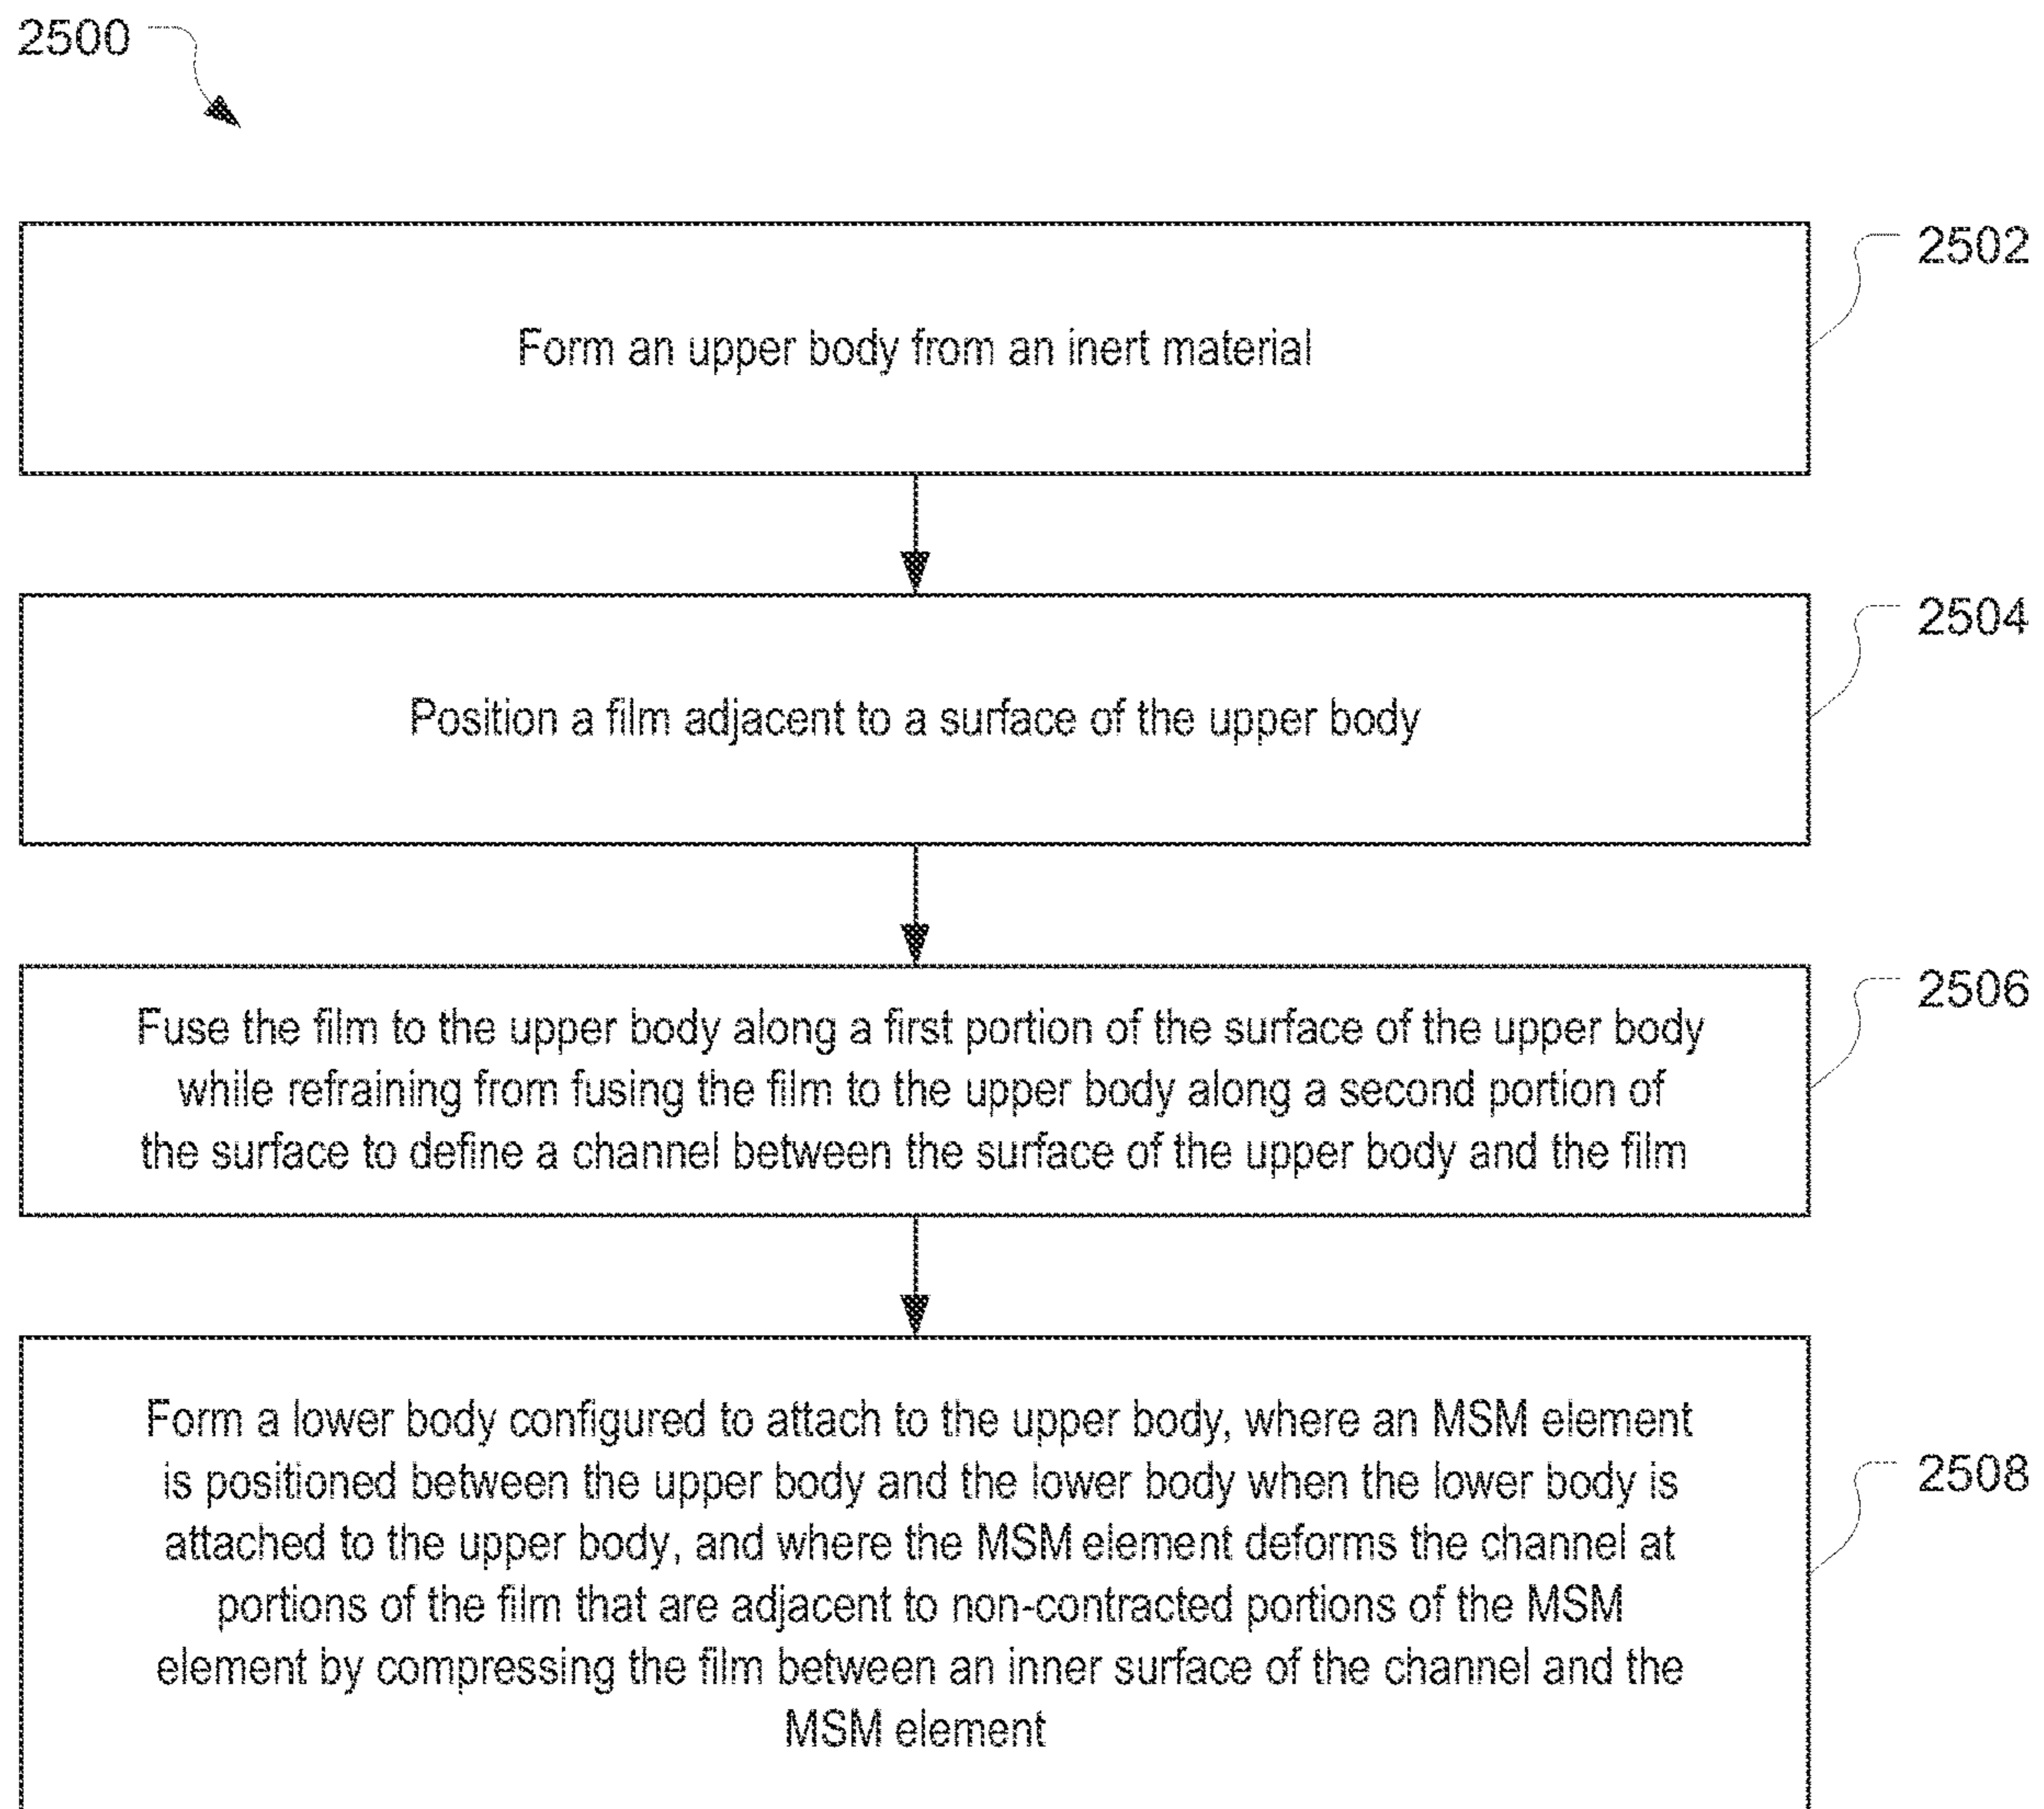 2500
2502
Form an upper body from an inert material
2504
Position a film adjacent to a surface of the upper body
2506
Fuse the film to the upper body along a first portion of the surface of the upper body
while refraining from fusing the film to the upper body along a second portion of
the surface to define a channel between the surface of the upper body and the film
Form a lower body configured to attach to the upper body, where an MSM element
is positioned between the upper body and the lower body when the lower body is
2508
attached to the upper body, and where the MSM element deforms the channel at
portions of the film that are adjacent to non-contracted portions of the MSM
element by compressing the film between an inner surface of the channel and the
MSM element